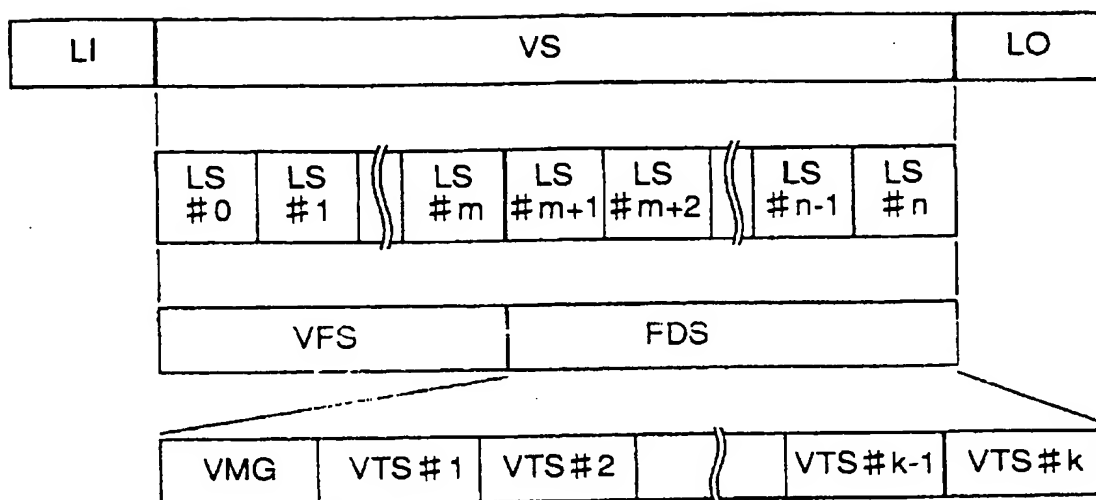 LI VS LO
LS #0 LS #1 LS #m LS #m+1 LS #m+2 LS #n-1 LS #n
VFS FDS
VMG VTS#1 VTS#2 VTS#k-1 VTS#k